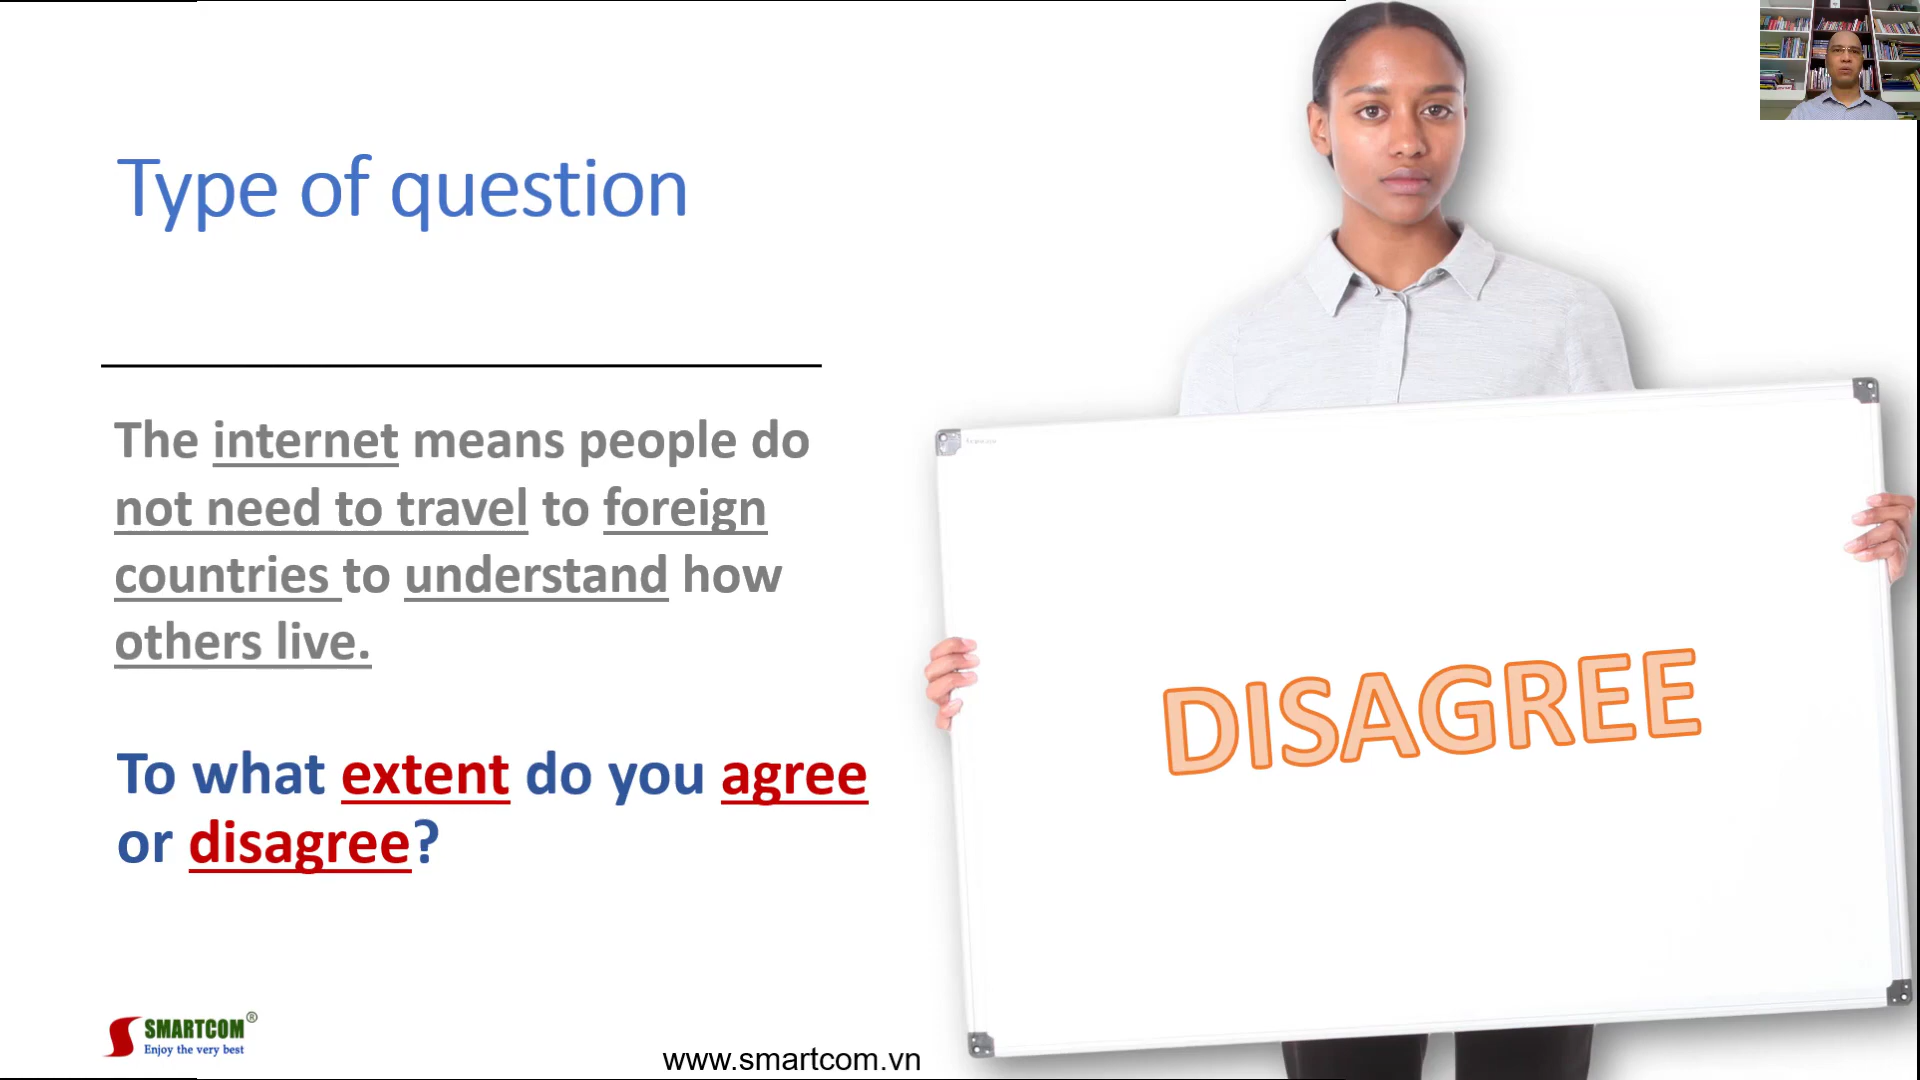 Type of question
The internet means people do
not need to travel to foreign
countries to understand how
others live.
To what extent do you agree
or disagree?
DISAGREE
SMARTCOM®
Enjoy the very best
www.smartcom.vn